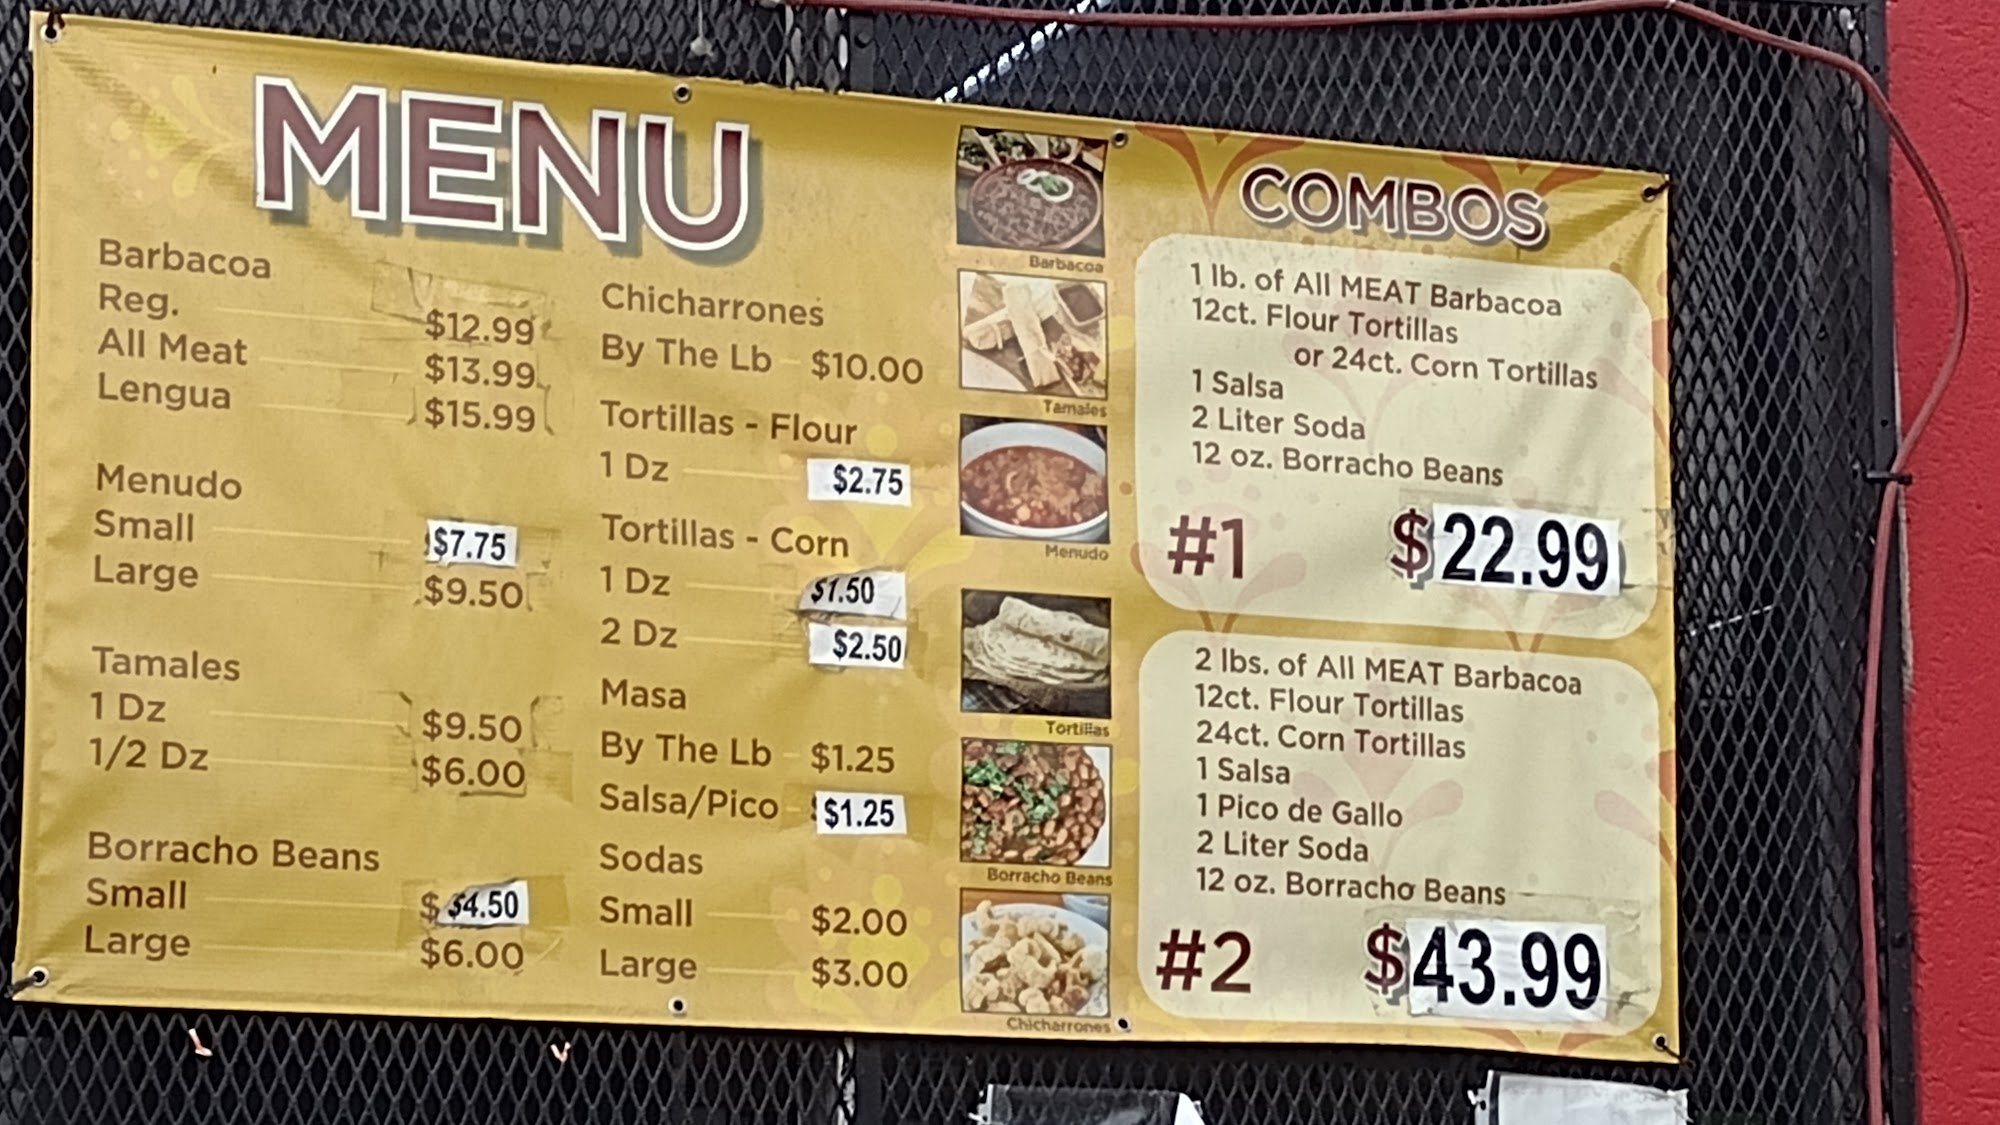 MENU
Barbacoa
Reg. $12.99
All Meat $13.99
Lengua $15.99
Menudo
Small $7.75
Large $9.50
Tamales
1 Dz $9.50
1/2 Dz $6.00
Borracho Beans
Small $ $4.50
Large $6.00
Chicharrones
By The Lb $10.00
Tortillas - Flour
1 Dz $2.75
Tortillas - Corn
1 Dz $1.50
2 Dz $2.50
Masa
By The Lb $1.25
Salsa/Pico $1.25
Sodas
Small $2.00
Large $3.00
Barbacoa
Tamales
Menudo
Tortillas
Borracho Beans
Chicharrones
COMBOS
1 lb. of All MEAT Barbacoa
12ct. Flour Tortillas
or 24ct. Corn Tortillas
1 Salsa
2 Liter Soda
12 oz. Borracho Beans
#1 $22.99
2 lbs. of All MEAT Barbacoa
12ct. Flour Tortillas
24ct. Corn Tortillas
1 Salsa
1 Pico de Gallo
2 Liter Soda
12 oz. Borracho Beans
#2 $43.99